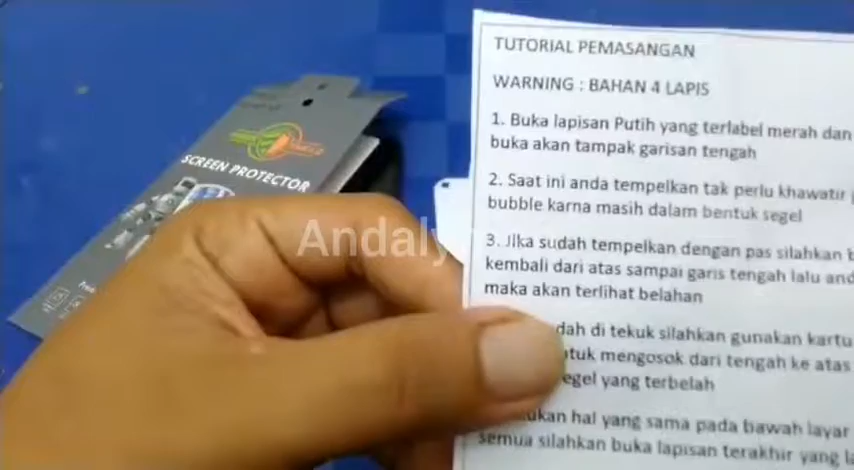 TUTORIAL PEMASANGAN
WARNING : BAHAN 4 LAPIS
1. Buka lapisan Putih yang terlabel merah dan
buka akan tampak garisan tengah
2. Saat ini anda tempelkan tak perlu khawatir
bubble karna masih dalam bentuk segel
3. Jika sudah tempelkan dengan pas silahkan
kembali dari atas sampai garis tengah lalu
maka akan terlihat belahan
di tekuk silahkan gunakan kartu
mengosok dari tengah ke atas
segel yang terbelah
hal yang sama pada bawah layar
semua silahkan buka lapisan terakhir yang
SCREEN PROTECTOR
Andaly